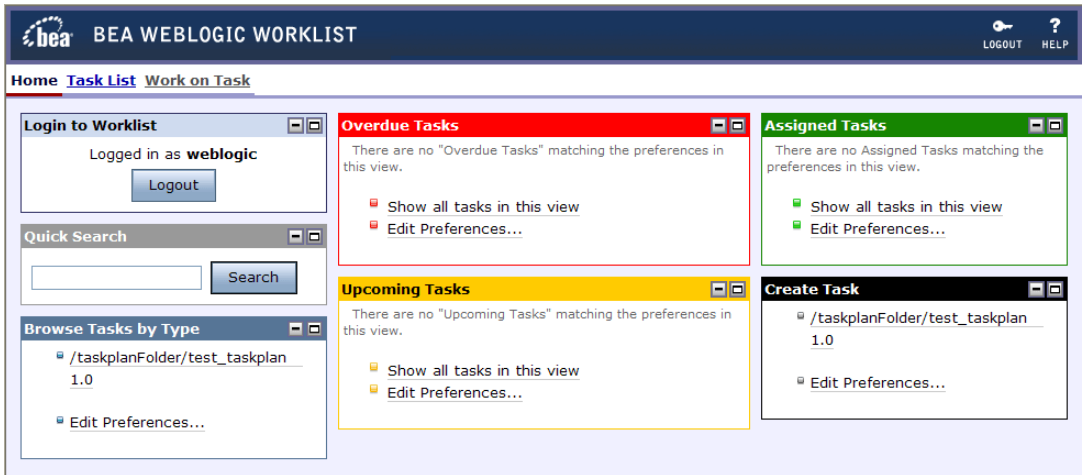 bea BEA WEBLOGIC WORKLIST
LOGOUT
? HELP
Home Task List Work on Task
Login to Worklist
Logged in as weblogic
Logout
Quick Search
Search
Browse Tasks by Type
/taskplanFolder/test_taskplan
1.0
Edit Preferences...
Overdue Tasks
There are no "Overdue Tasks" matching the preferences in
this view.
Show all tasks in this view
Edit Preferences...
Upcoming Tasks
There are no "Upcoming Tasks" matching the preferences in
this view.
Show all tasks in this view
Edit Preferences...
Assigned Tasks
There are no Assigned Tasks matching the
preferences in this view.
Show all tasks in this view
Edit Preferences...
Create Task
/taskplanFolder/test_taskplan
1.0
Edit Preferences...